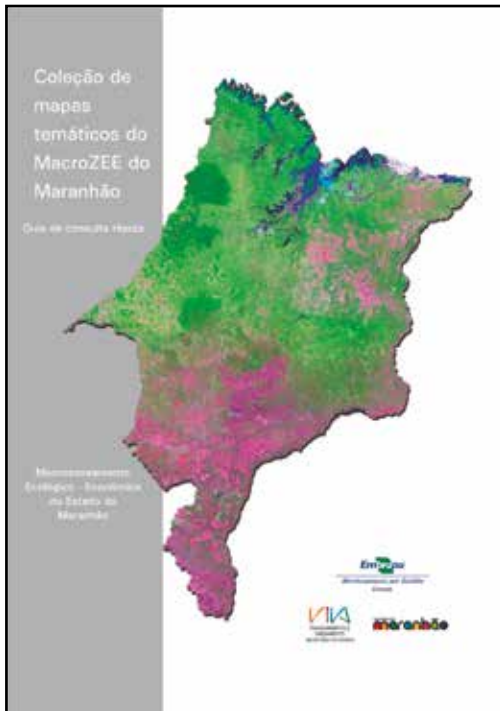 Coleção de
mapas
temáticos do
MacroZEE do
Maranhão
Guia de consulta rápida
Macrozoneamento
Ecológico - Econômico
do Estado do
Maranhão
Embrapa
Monitoramento por Satélite
maranhão